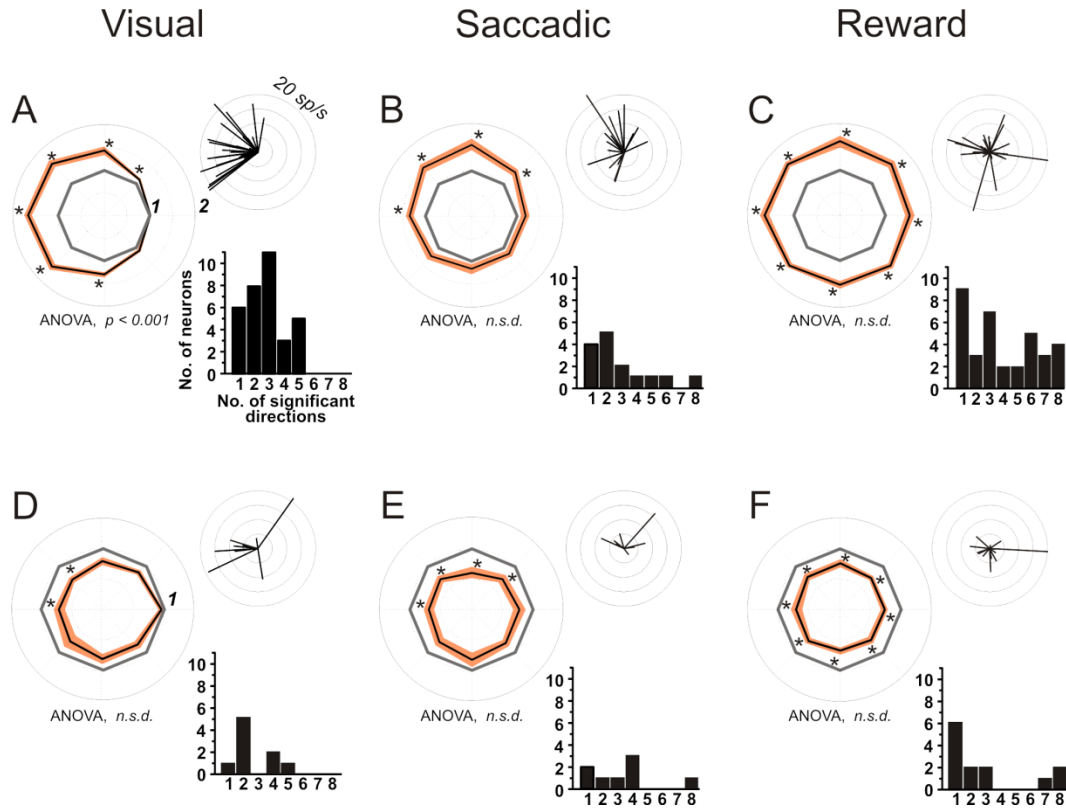 Visual
Saccadic
Reward
A
20 sp/s
* * * * * *
1
2
ANOVA, p < 0.001
10
8
6
4
2
0
No. of neurons
1 2 3 4 5 6 7 8
No. of significant
directions
B
* * * *
ANOVA, n.s.d.
10
8
6
4
2
0
1 2 3 4 5 6 7 8
C
* * * * * * * *
ANOVA, n.s.d.
10
8
6
4
2
0
1 2 3 4 5 6 7 8
D
* *
1
ANOVA, n.s.d.
10
8
6
4
2
0
1 2 3 4 5 6 7 8
E
* * *
ANOVA, n.s.d.
10
8
6
4
2
0
1 2 3 4 5 6 7 8
F
* * * * * * * *
ANOVA, n.s.d.
10
8
6
4
2
0
1 2 3 4 5 6 7 8